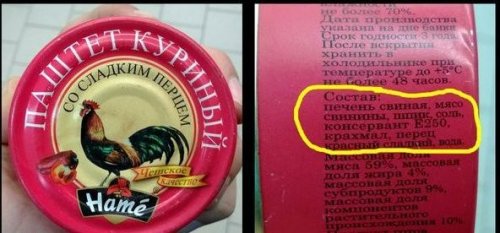 ПАШТЕТ КУРИНЫЙ
СО СЛАДКИМ ПЕРЦЕМ
Чешское
качество
Hamé
влажности
не более 70%.
Дата производства
указана на дне банки
Срок годности 3 года.
После вскрытия
хранить в
холодильнике при
температуре до +5°C
не более 48 часов.
Состав:
печень свиная, мясо
свинины, шпик, соль,
консервант Е250,
крахмал, перец
красный сладкий, вода.
Массовая доля
мяса 59%, массовая
доля жира 4%,
массовая доля
субпродуктов 9%,
массовая доля
компонентов
растительного
происхождения 10%